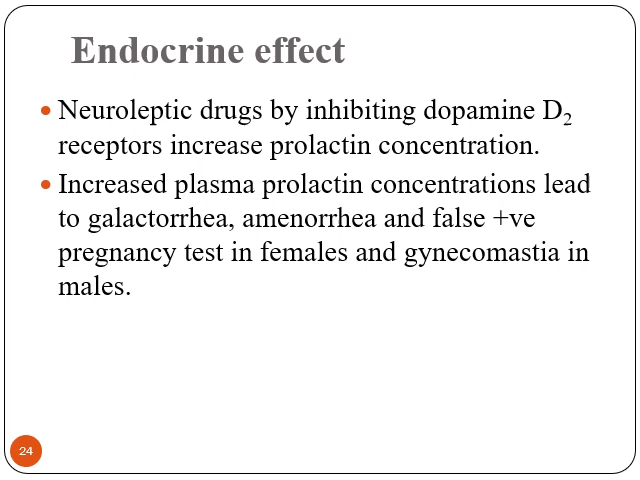 Endocrine effect
• Neuroleptic drugs by inhibiting dopamine D₂
receptors increase prolactin concentration.
• Increased plasma prolactin concentrations lead
to galactorrhea, amenorrhea and false +ve
pregnancy test in females and gynecomastia in
males.
24